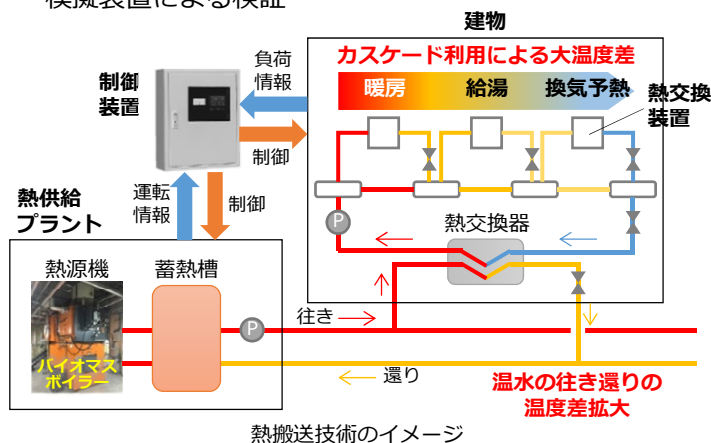 模擬装置による検証
建物
カスケード利用による大温度差
暖房
給湯
換気予熱
熱交換
装置
負荷
情報
制御
装置
制御
運転
情報
制御
熱供給
プラント
熱源機
蓄熱槽
バイオマス
ボイラー
P
P
熱交換器
往き
還り
温水の往き還りの
温度差拡大
熱搬送技術のイメージ